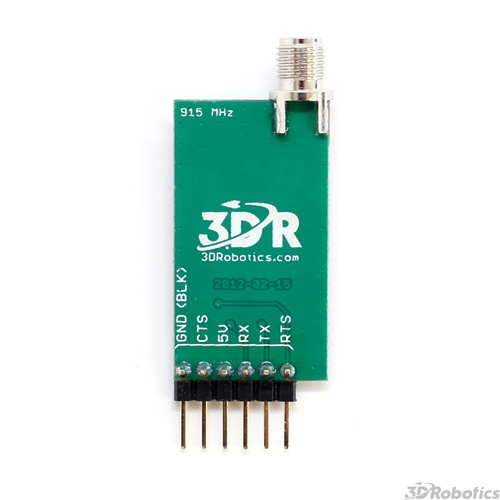 915 MHz
3DR
3DRobotics.com
2012-02-15
GND (BLK)
CTS
5V
RX
TX
RTS
3DRobotics